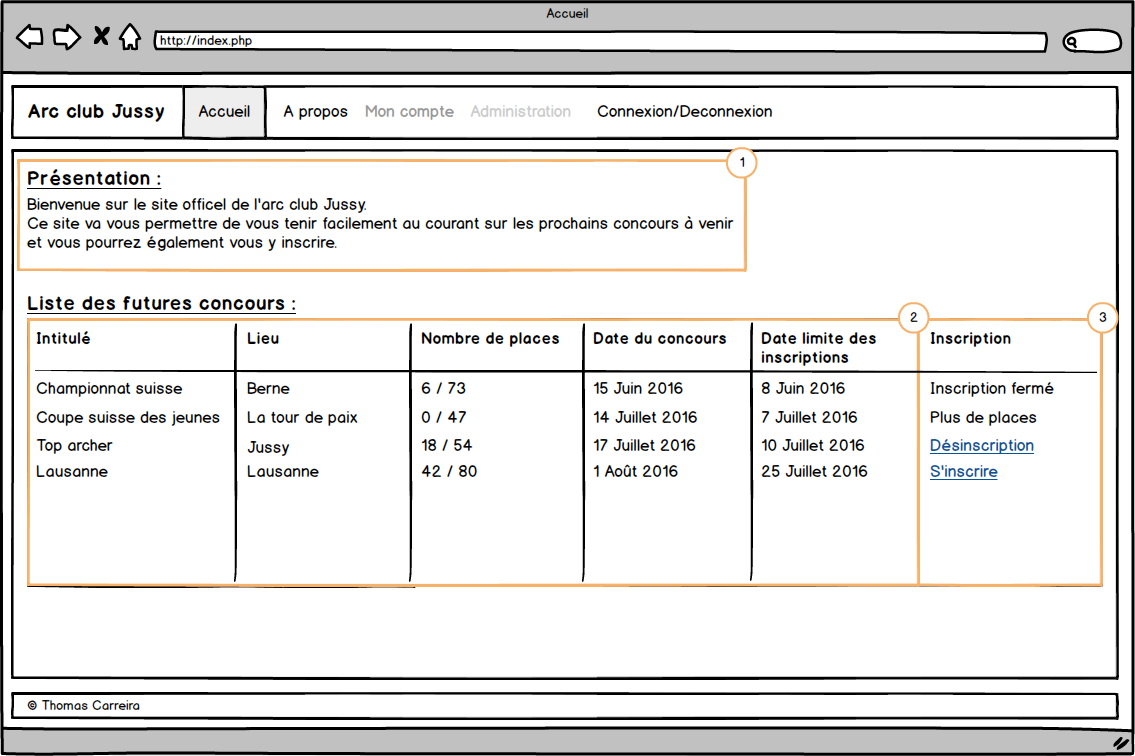 Accueil
http://index.php
Arc club Jussy Accueil A propos Mon compte Administration Connexion/Deconnexion
1
Présentation :
Bienvenue sur le site officel de l'arc club Jussy.
Ce site va vous permettre de vous tenir facilement au courant sur les prochains concours à venir
et vous pourrez également vous y inscrire.
Liste des futures concours :
2 3
Intitulé Lieu Nombre de places Date du concours Date limite des inscriptions Inscription
Championnat suisse Berne 6 / 73 15 Juin 2016 8 Juin 2016 Inscription fermé
Coupe suisse des jeunes La tour de paix 0 / 47 14 Juillet 2016 7 Juillet 2016 Plus de places
Top archer Jussy 18 / 54 17 Juillet 2016 10 Juillet 2016 Désinscription
Lausanne Lausanne 42 / 80 1 Août 2016 25 Juillet 2016 S'inscrire
© Thomas Carreira